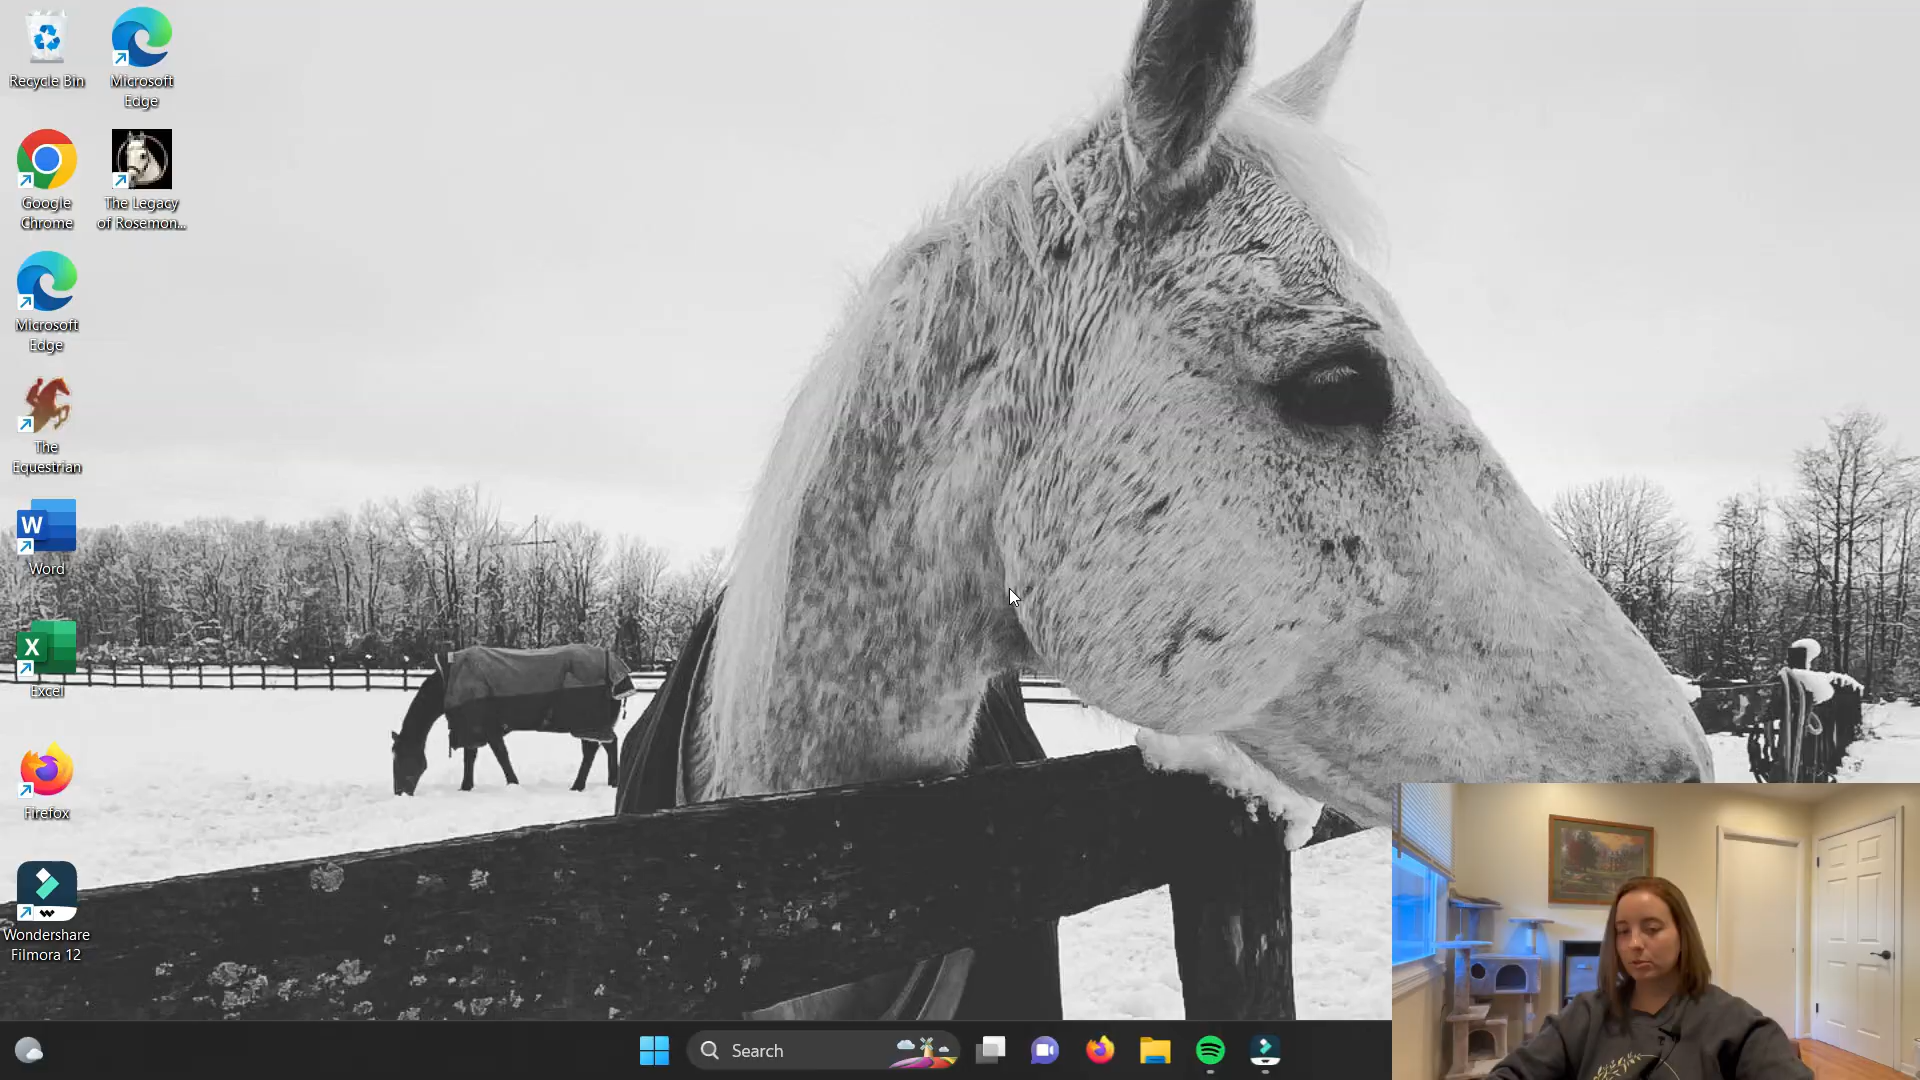 Recycle Bin
Microsoft
Edge
Google
Chrome
The Legacy
of Rosemon...
Microsoft
Edge
The
Equestrian
W
Word
X
Excel
Firefox
Wondershare
Filmora 12
Search